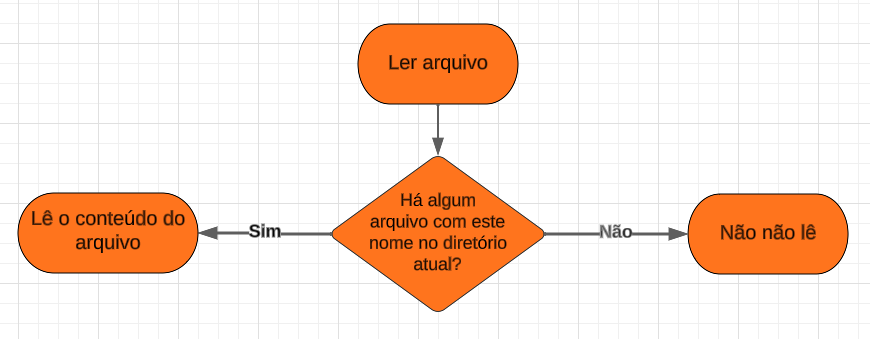 Ler arquivo
Há algum
arquivo com este
nome no diretório
atual?
Sim
Lê o conteúdo do
arquivo
Não
Não não lê